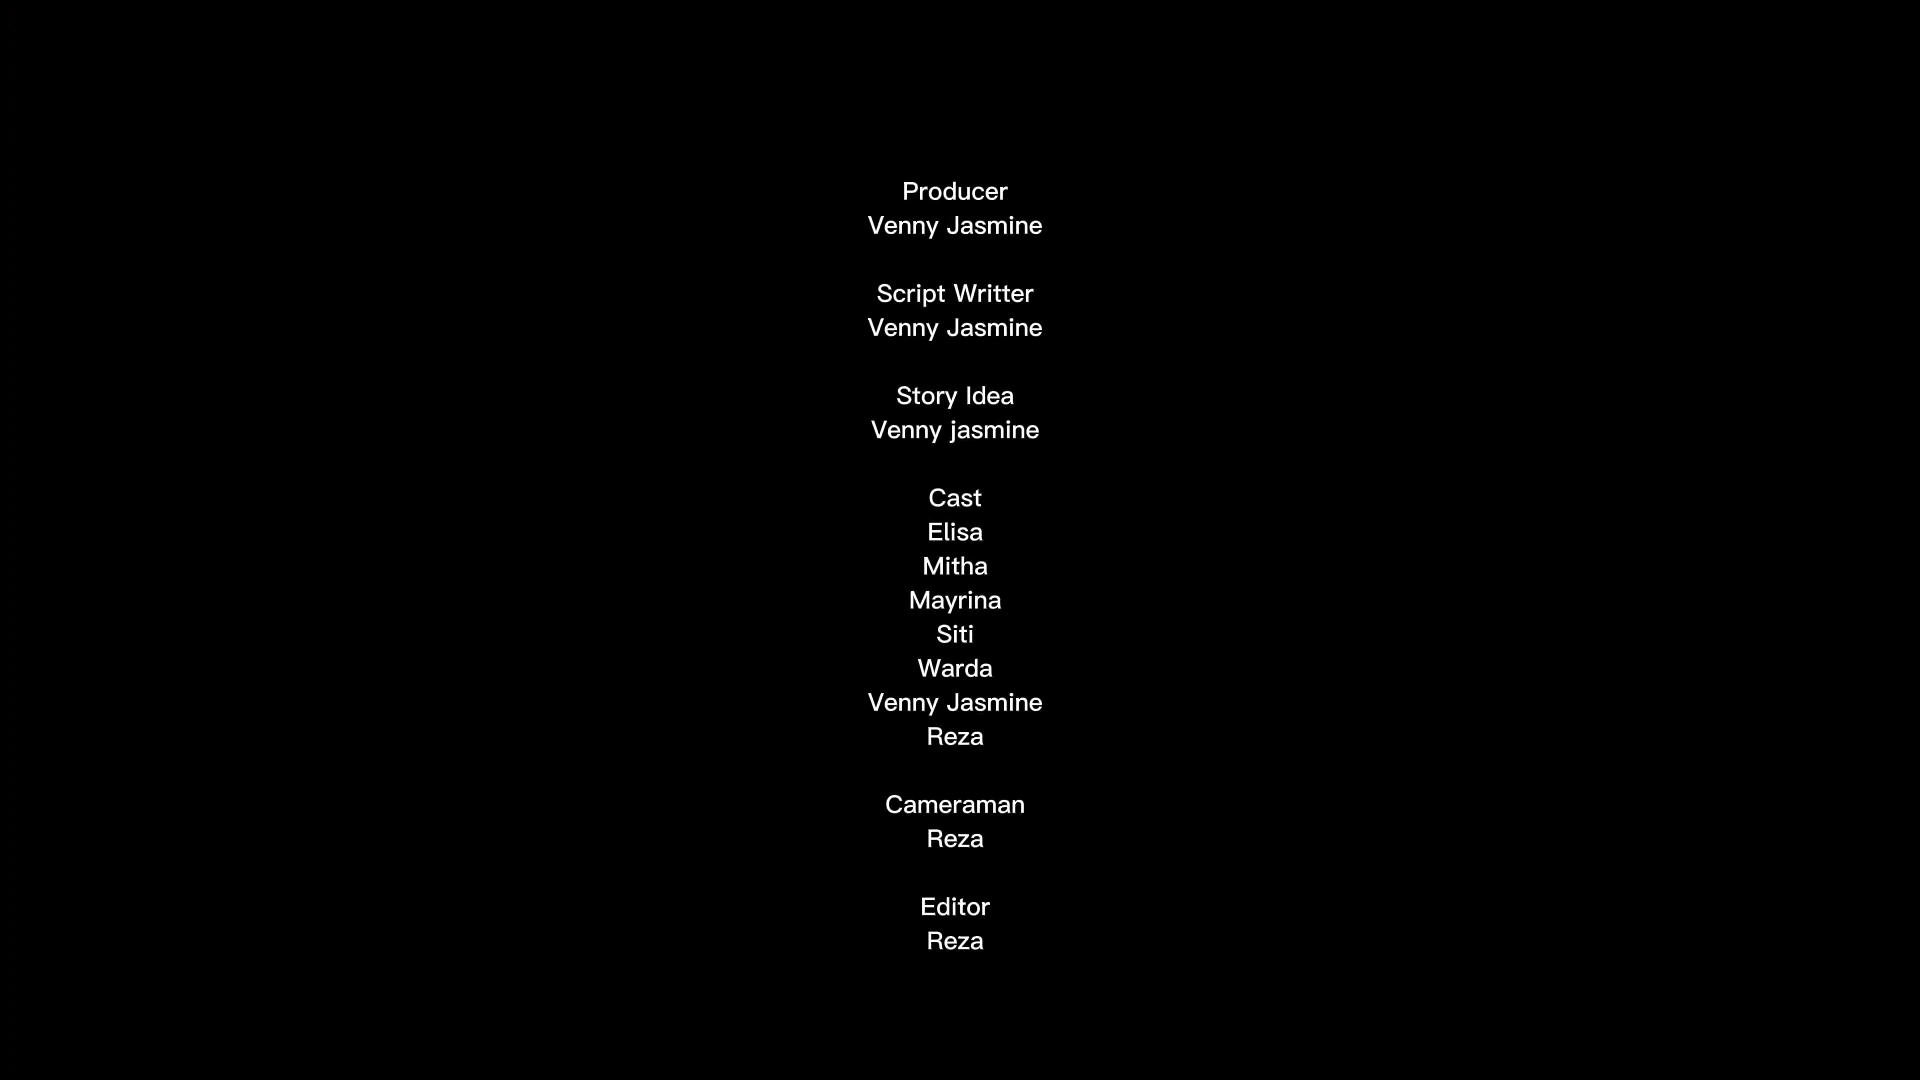 Producer
Venny Jasmine
Script Writter
Venny Jasmine
Story Idea
Venny jasmine
Cast
Elisa
Mitha
Mayrina
Siti
Warda
Venny Jasmine
Reza
Cameraman
Reza
Editor
Reza